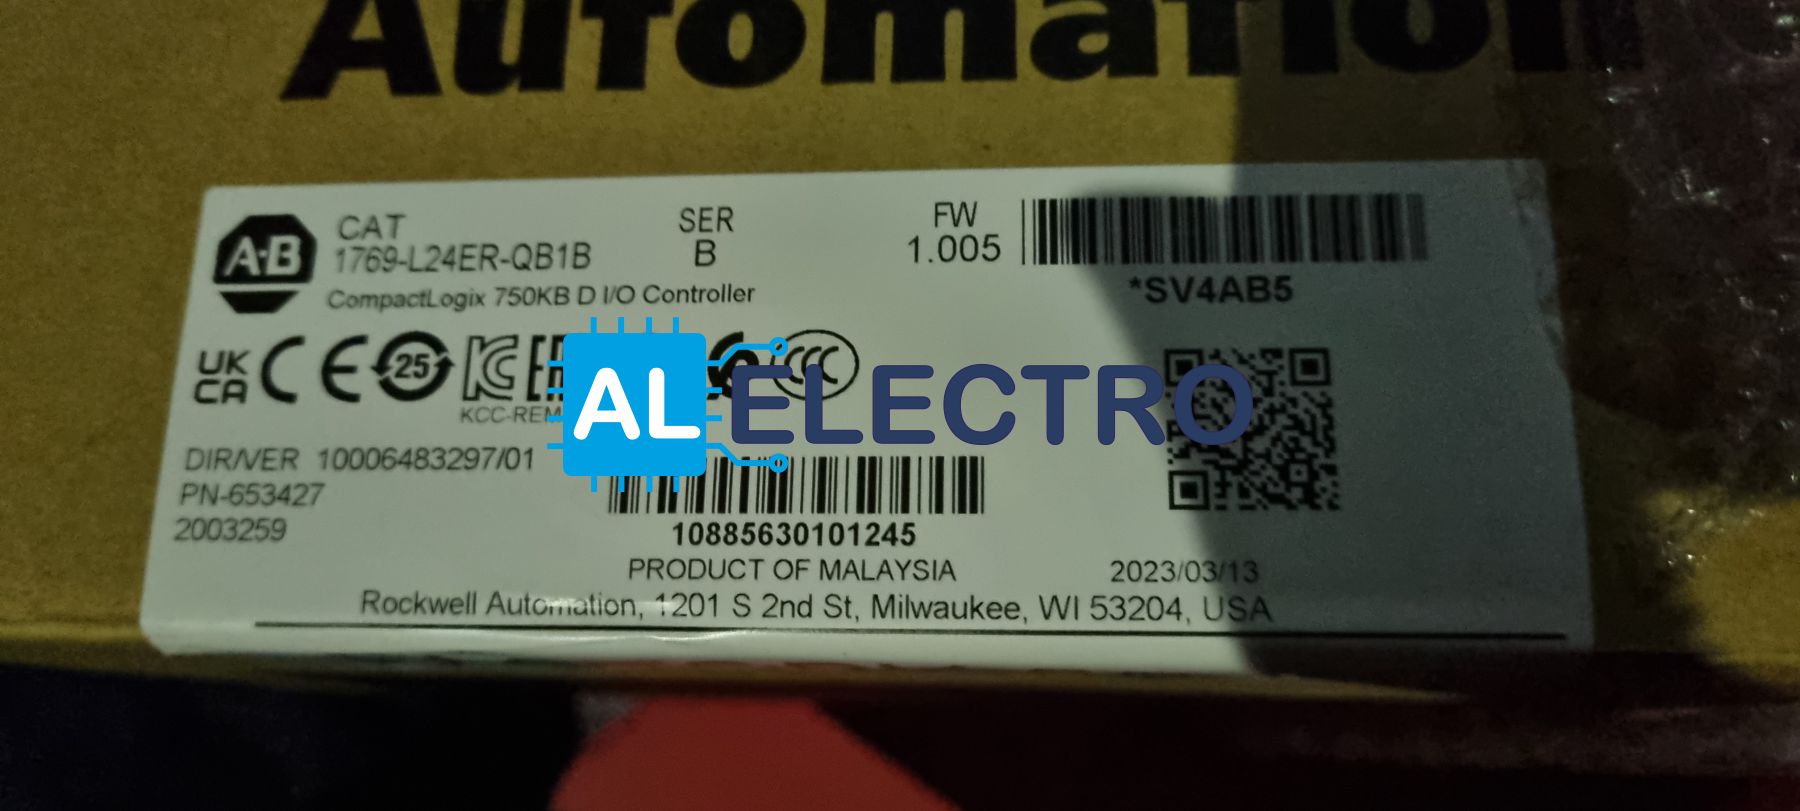 Automation
A-B
CAT
1769-L24ER-QB1B
SER
B
FW
1.005
CompactLogix 750KB D I/O Controller
*SV4AB5
UK
CA
CE
25
KCC-REM
AL ELECTRO
DIR/VER 10006483297/01
PN-653427
2003259
10885630101245
PRODUCT OF MALAYSIA
2023/03/13
Rockwell Automation, 1201 S 2nd St, Milwaukee, WI 53204, USA